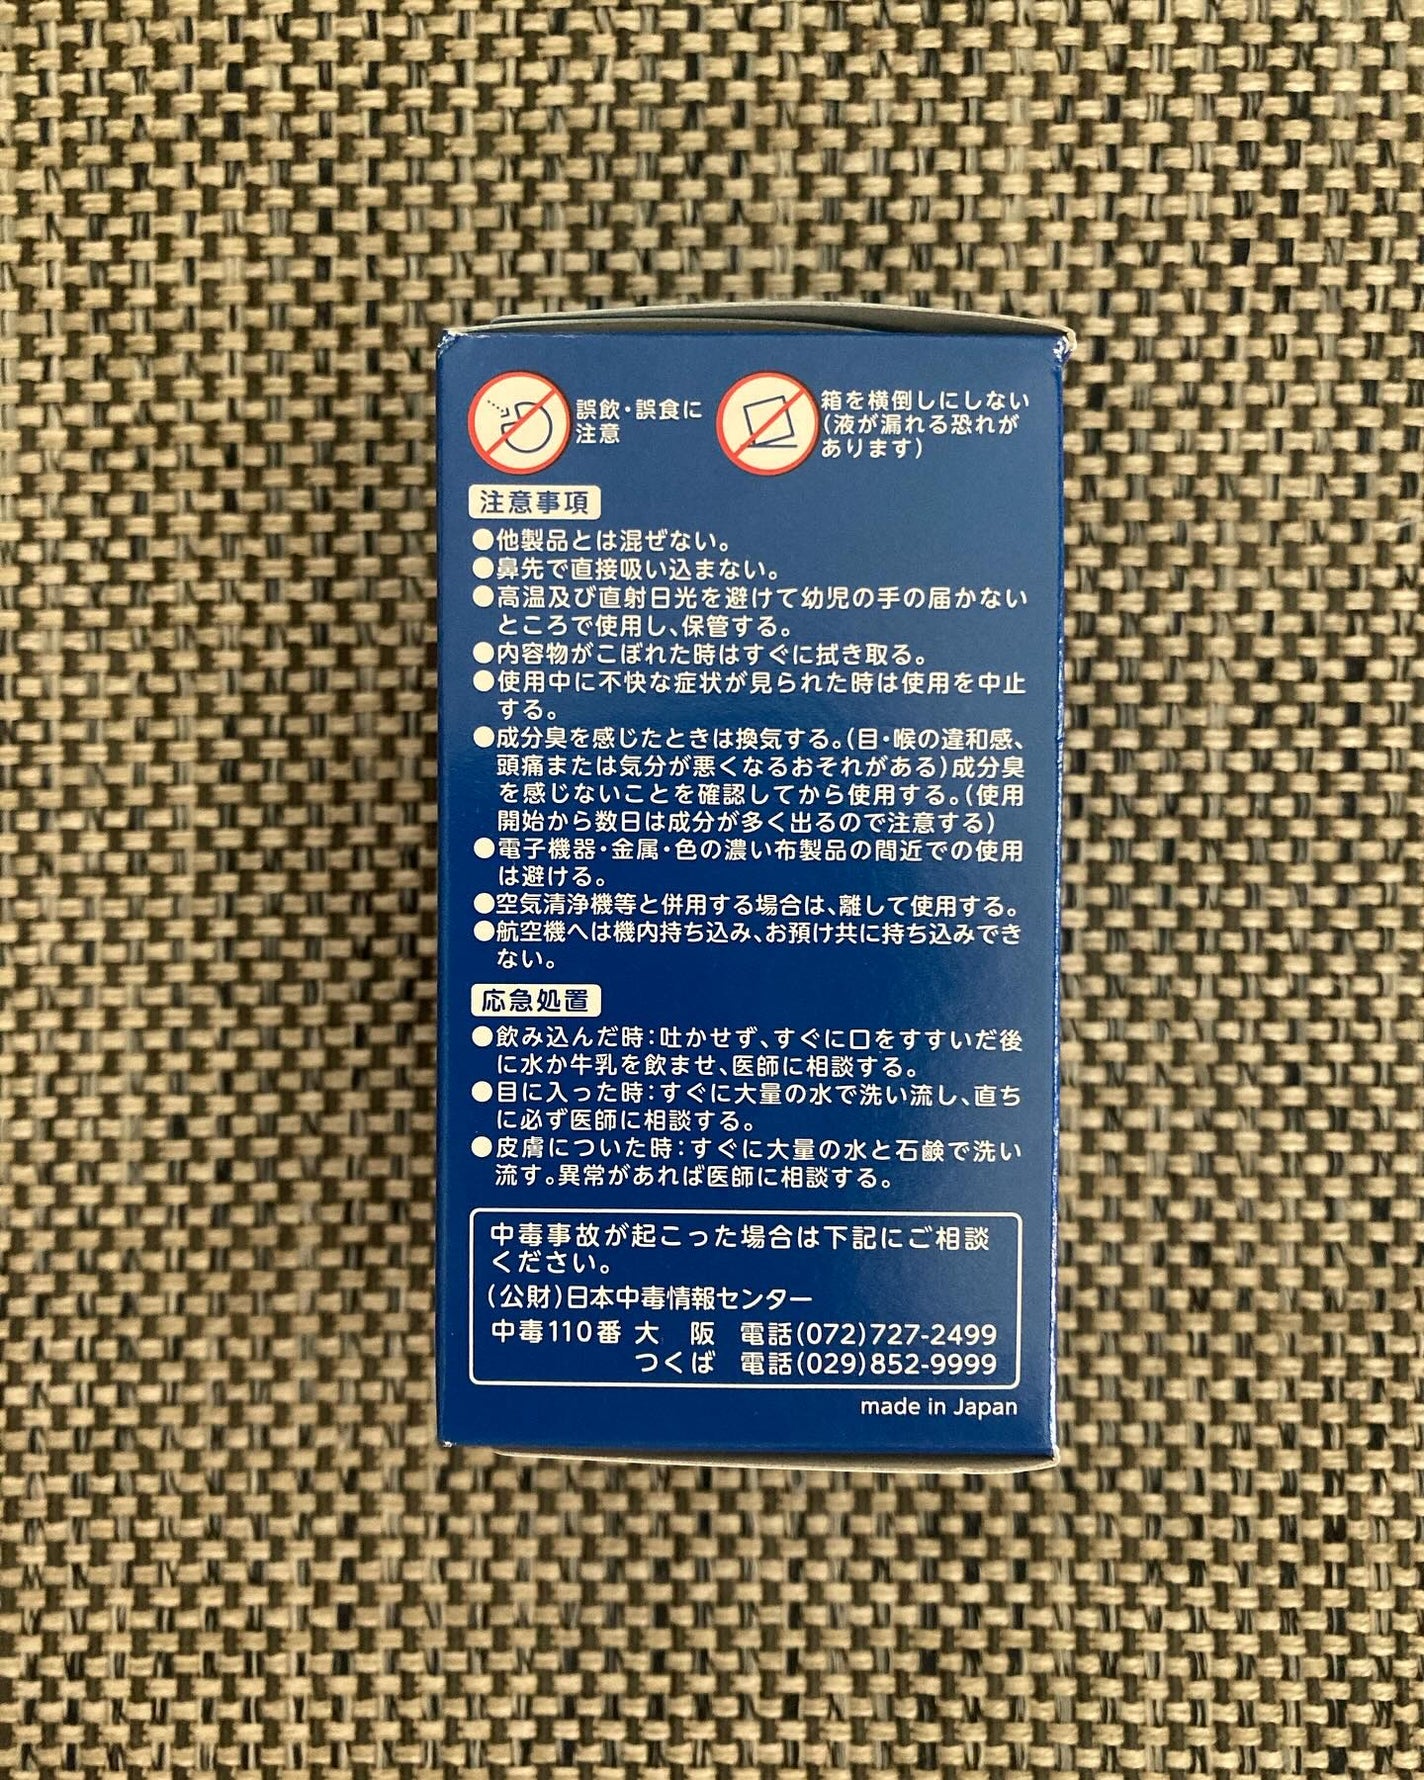 誤飲・誤食に
注意
箱を横倒しにしない
(液が漏れる恐れが
あります)
注意事項
●他製品とは混ぜない。
●鼻先で直接吸い込まない。
●高温及び直射日光を避けて幼児の手の届かない
ところで使用し、保管する。
●内容物がこぼれた時はすぐに拭き取る。
●使用中に不快な症状が見られた時は使用を中止
する。
●成分臭を感じたときは換気する。(目・喉の違和感、
頭痛または気分が悪くなるおそれがある)成分臭
を感じないことを確認してから使用する。(使用
開始から数日は成分が多く出るので注意する)
●電子機器・金属・色の濃い布製品の間近での使用
は避ける。
●空気清浄機等と併用する場合は、離して使用する。
●航空機へは機内持ち込み、お預け共に持ち込みでき
ない。
応急処置
●飲み込んだ時：吐かせず、すぐに口をすすいだ後
に水か牛乳を飲ませ、医師に相談する。
●目に入った時：すぐに大量の水で洗い流し、直ち
に必ず医師に相談する。
●皮膚についた時：すぐに大量の水と石鹸で洗い
流す。異常があれば医師に相談する。
中毒事故が起こった場合は下記にご相談
ください。
(公財)日本中毒情報センター
中毒110番 大　阪 電話(072)727-2499
つくば 電話(029)852-9999
made in Japan